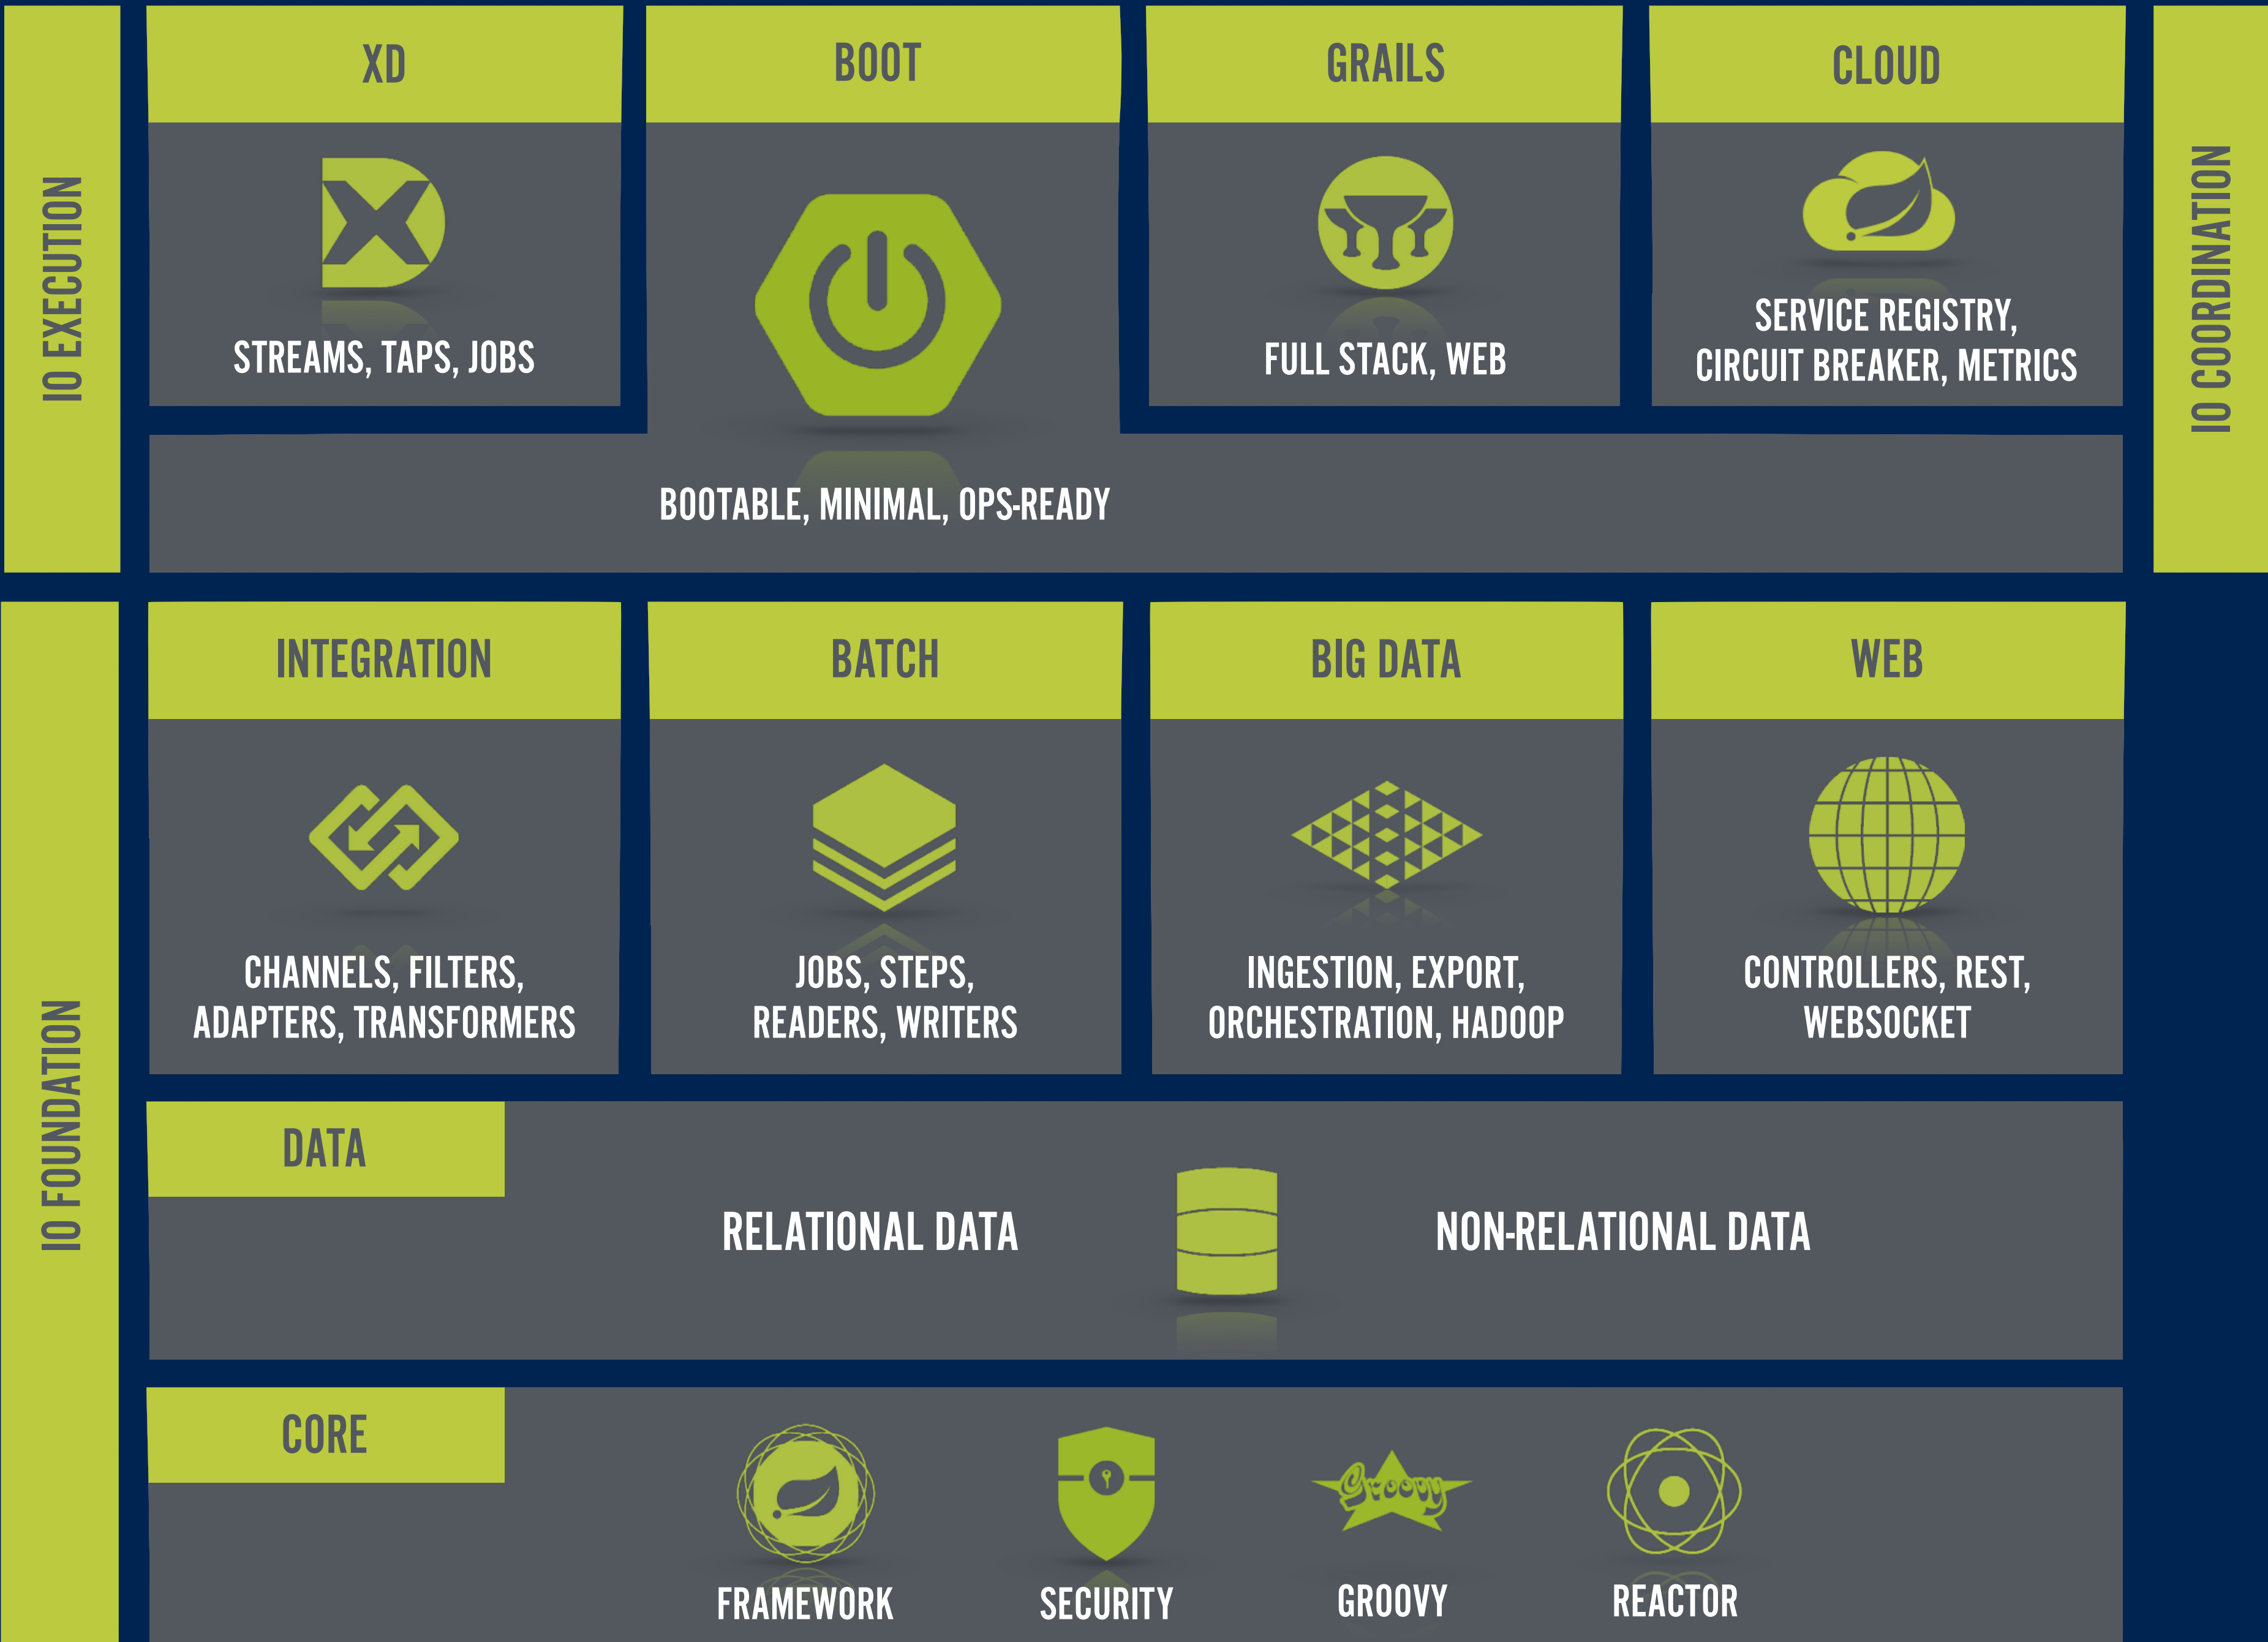 IO EXECUTION
XD
STREAMS, TAPS, JOBS
BOOT
BOOTABLE, MINIMAL, OPS-READY
GRAILS
FULL STACK, WEB
CLOUD
SERVICE REGISTRY,
CIRCUIT BREAKER, METRICS
IO COORDINATION
IO FOUNDATION
INTEGRATION
CHANNELS, FILTERS,
ADAPTERS, TRANSFORMERS
BATCH
JOBS, STEPS,
READERS, WRITERS
BIG DATA
INGESTION, EXPORT,
ORCHESTRATION, HADOOP
WEB
CONTROLLERS, REST,
WEBSOCKET
DATA
RELATIONAL DATA
NON-RELATIONAL DATA
CORE
FRAMEWORK
SECURITY
Groovy
GROOVY
REACTOR